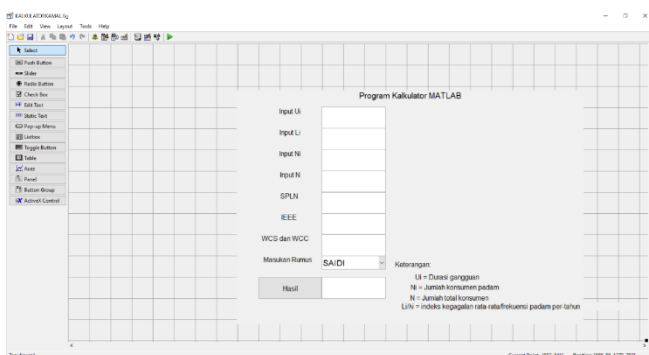 KALKULATORKAMAL.fig
File Edit View Layout Tools Help
Select
Push Button
Slider
Radio Button
Check Box
Edit Text
Static Text
Pop-up Menu
Listbox
Toggle Button
Table
Axes
Panel
Button Group
ActiveX Control
Program Kalkulator MATLAB
Input Ui
Input Li
Input Ni
Input N
SPLN
IEEE
WCS dan WCC
Masukan Rumus
SAIDI
Hasil
Keterangan:
Ui = Durasi gangguan
Ni = Jumlah konsumen padam
N = Jumlah total konsumen
= indeks kegagalan rata-rata/frekuensi padam per-tahun